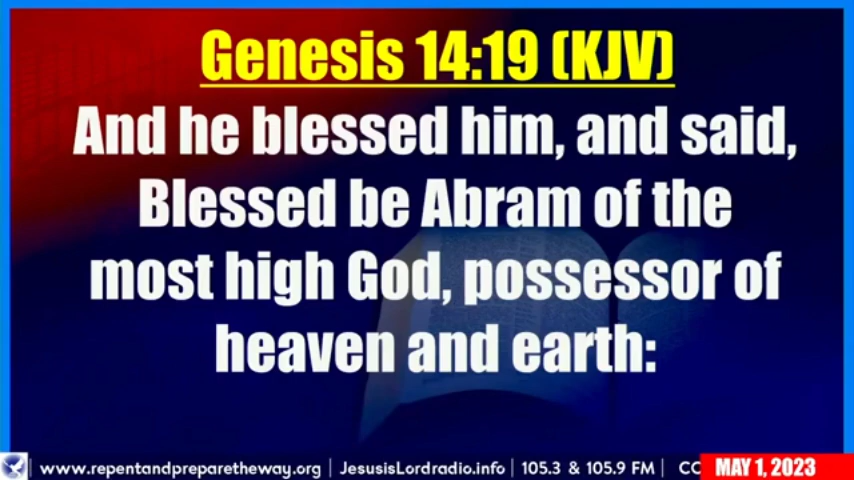 Genesis 14:19 (KJV)
And he blessed him, and said,
Blessed be Abram of the
most high God, possessor of
heaven and earth:
www.repentandpreparetheway.org | JesusisLordradio.info | 105.3 & 105.9 FM | CC MAY 1, 2023